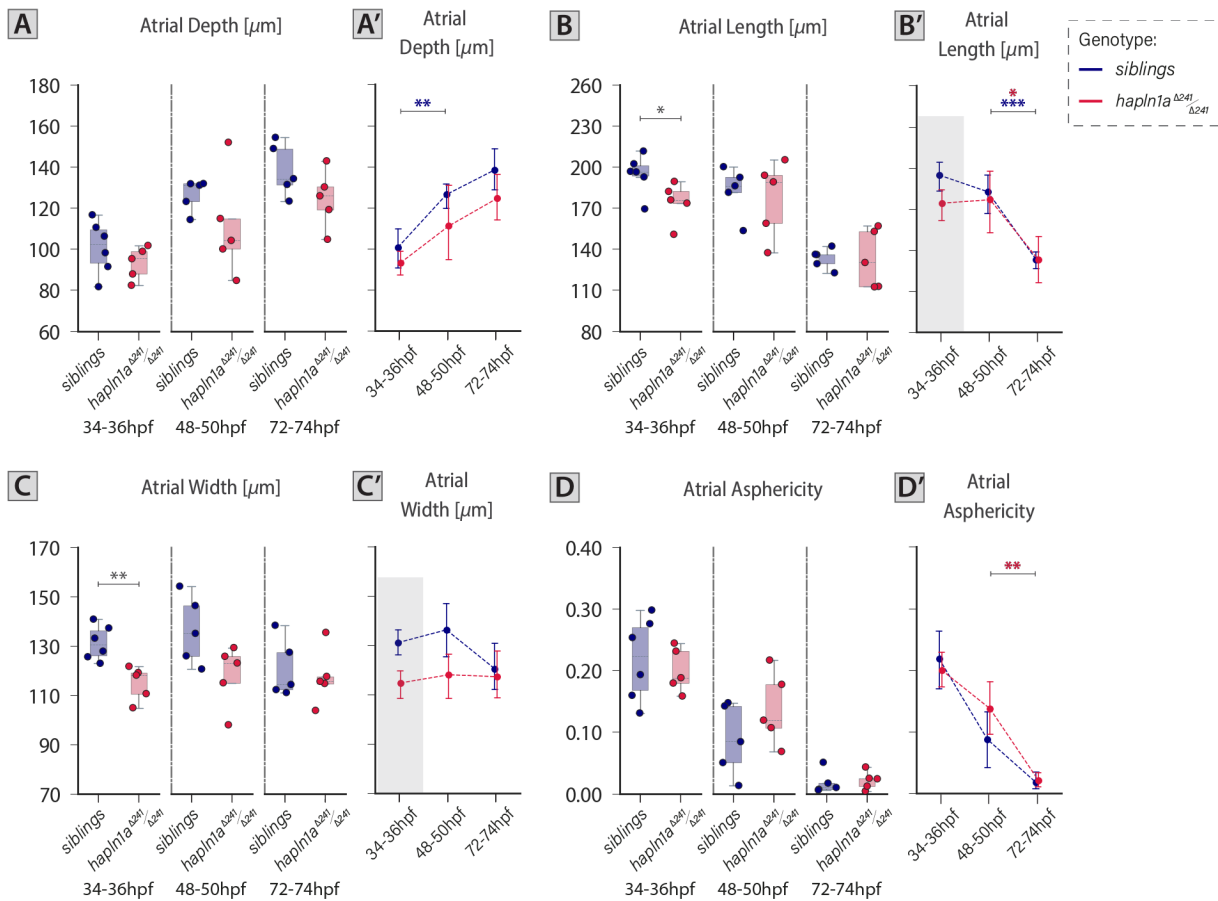 A
Atrial Depth [µm]
180
160
140
120
100
80
60
siblings
hapln1a Δ241/Δ241
siblings
hapln1a Δ241/Δ241
siblings
hapln1a Δ241/Δ241
34-36hpf
48-50hpf
72-74hpf
A′
Atrial
Depth [µm]
**
34-36hpf
48-50hpf
72-74hpf
B
Atrial Length [µm]
260
230
200
170
140
110
80
*
siblings
hapln1a Δ241/Δ241
siblings
hapln1a Δ241/Δ241
siblings
hapln1a Δ241/Δ241
34-36hpf
48-50hpf
72-74hpf
B′
Atrial
Length [µm]
*
***
34-36hpf
48-50hpf
72-74hpf
Genotype:
siblings
hapln1a Δ241/Δ241
C
Atrial Width [µm]
170
150
130
110
90
70
**
siblings
hapln1a Δ241/Δ241
siblings
hapln1a Δ241/Δ241
siblings
hapln1a Δ241/Δ241
34-36hpf
48-50hpf
72-74hpf
C′
Atrial
Width [µm]
34-36hpf
48-50hpf
72-74hpf
D
Atrial Asphericity
0.40
0.30
0.20
0.10
0.00
siblings
hapln1a Δ241/Δ241
siblings
hapln1a Δ241/Δ241
siblings
hapln1a Δ241/Δ241
34-36hpf
48-50hpf
72-74hpf
D′
Atrial
Asphericity
**
34-36hpf
48-50hpf
72-74hpf